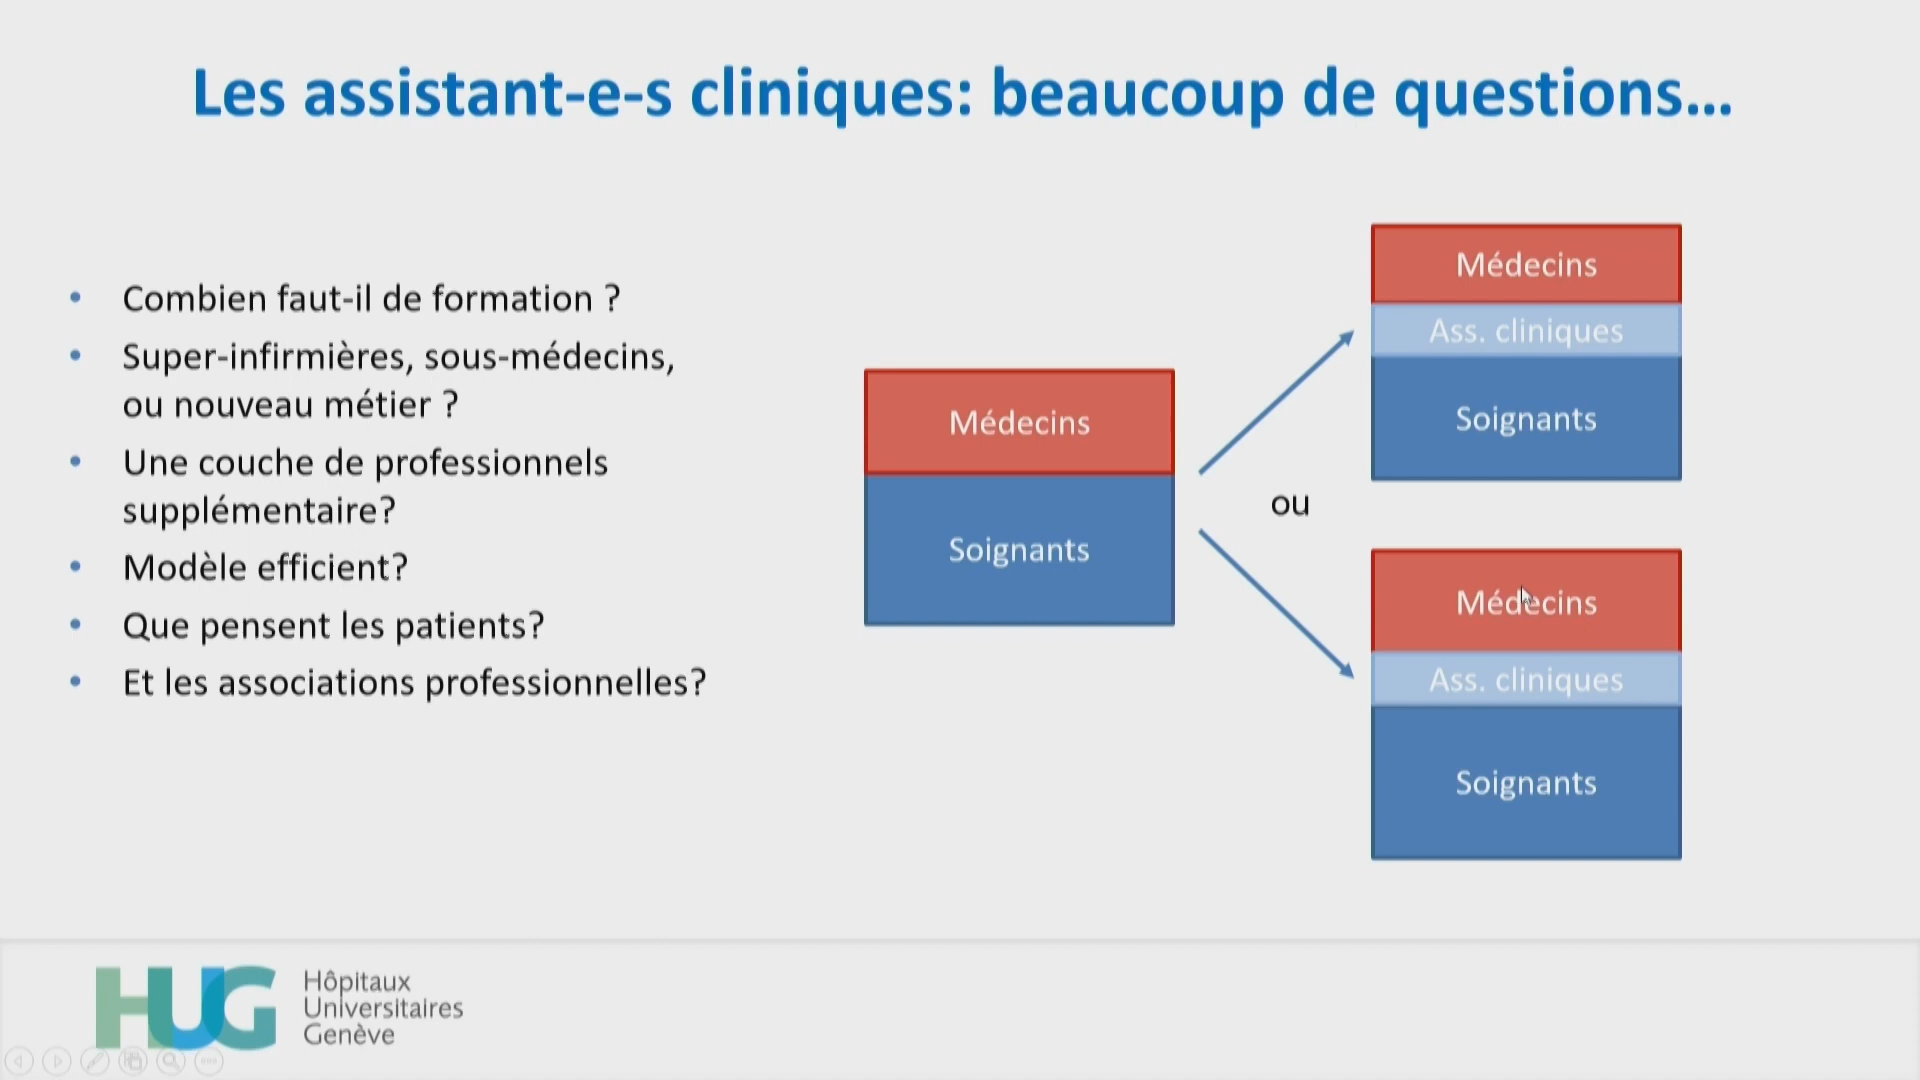 Les assistant-e-s cliniques: beaucoup de questions...
• Combien faut-il de formation ?
• Super-infirmières, sous-médecins,
ou nouveau métier ?
• Une couche de professionnels
supplémentaire?
• Modèle efficient?
• Que pensent les patients?
• Et les associations professionnelles?
Médecins
Soignants
ou
Médecins
Ass. cliniques
Soignants
Médecins
Ass. cliniques
Soignants
HUG
Hôpitaux
Universitaires
Genève